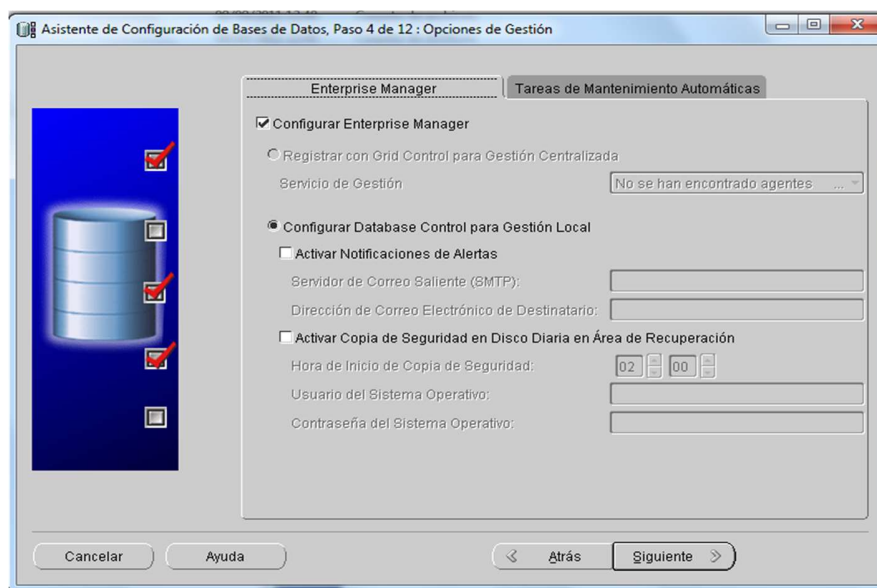 Asistente de Configuración de Bases de Datos, Paso 4 de 12 : Opciones de Gestión
Enterprise Manager
Tareas de Mantenimiento Automáticas
Configurar Enterprise Manager
Registrar con Grid Control para Gestión Centralizada
Servicio de Gestión No se han encontrado agentes ...
Configurar Database Control para Gestión Local
Activar Notificaciones de Alertas
Servidor de Correo Saliente (SMTP):
Dirección de Correo Electrónico de Destinatario:
Activar Copia de Seguridad en Disco Diaria en Área de Recuperación
Hora de Inicio de Copia de Seguridad: 02 00
Usuario del Sistema Operativo:
Contraseña del Sistema Operativo:
Cancelar
Ayuda
Atrás
Siguiente